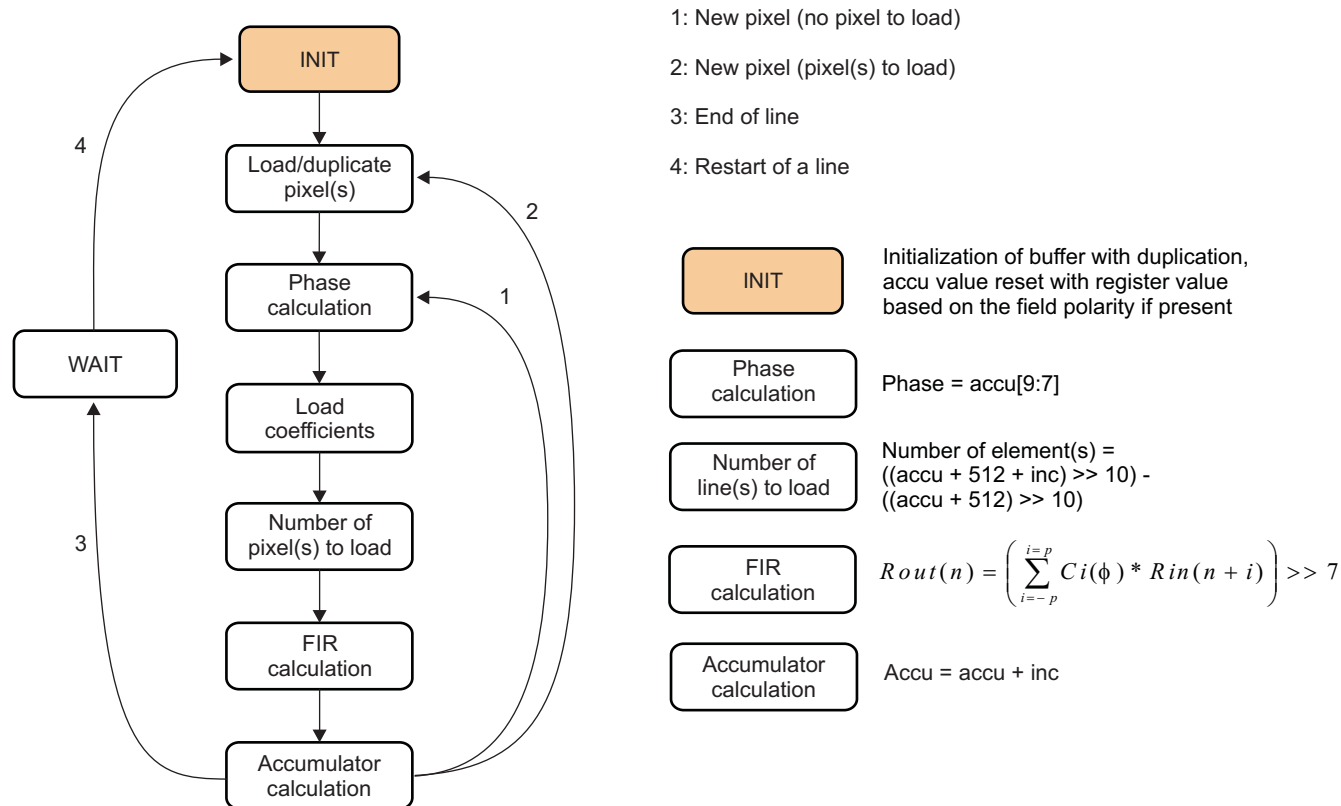 INIT
4
Load/duplicate
pixel(s)
2
Phase
calculation
1
WAIT
Load
coefficients
Number of
pixel(s) to load
3
FIR
calculation
Accumulator
calculation
1: New pixel (no pixel to load)
2: New pixel (pixel(s) to load)
3: End of line
4: Restart of a line
INIT
Initialization of buffer with duplication,
accu value reset with register value
based on the field polarity if present
Phase
calculation
Phase = accu[9:7]
Number of
line(s) to load
Number of element(s) =
((accu + 512 + inc) >> 10) -
((accu + 512) >> 10)
FIR
calculation
Rout(n) = ( \sum_{i=-p}^{i=p} Ci(ϕ) * Rin(n + i) ) >> 7
Accumulator
calculation
Accu = accu + inc